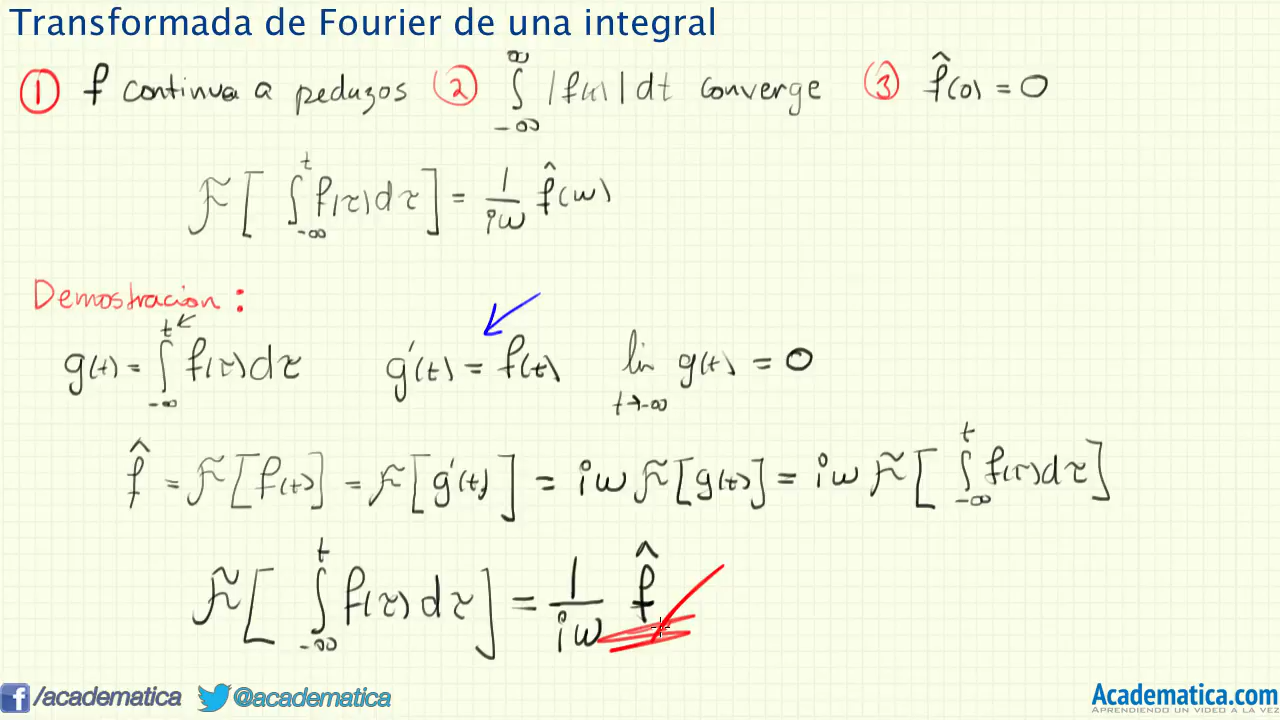 Transformada de Fourier de una integral
① f continua a pedazos ② ∫_{-∞}^{∞} |f(t)| dt converge ③ f̂(0) = 0
ℱ[ ∫_{-∞}^{t} f(τ)dτ ] = 1/(iω) f̂(ω)
Demostracion :
g(t) = ∫_{-∞}^{t} f(τ)dτ g'(t) = f(t) lim_{t→-∞} g(t) = 0
f̂ = ℱ[f(t)] = ℱ[g'(t)] = iω ℱ[g(t)] = iω ℱ[ ∫_{-∞}^{t} f(τ)dτ ]
ℱ[ ∫_{-∞}^{t} f(τ)dτ ] = 1/(iω) f̂
f /academatica @academatica
Academatica.com
APRENDIENDO UN VIDEO A LA VEZ